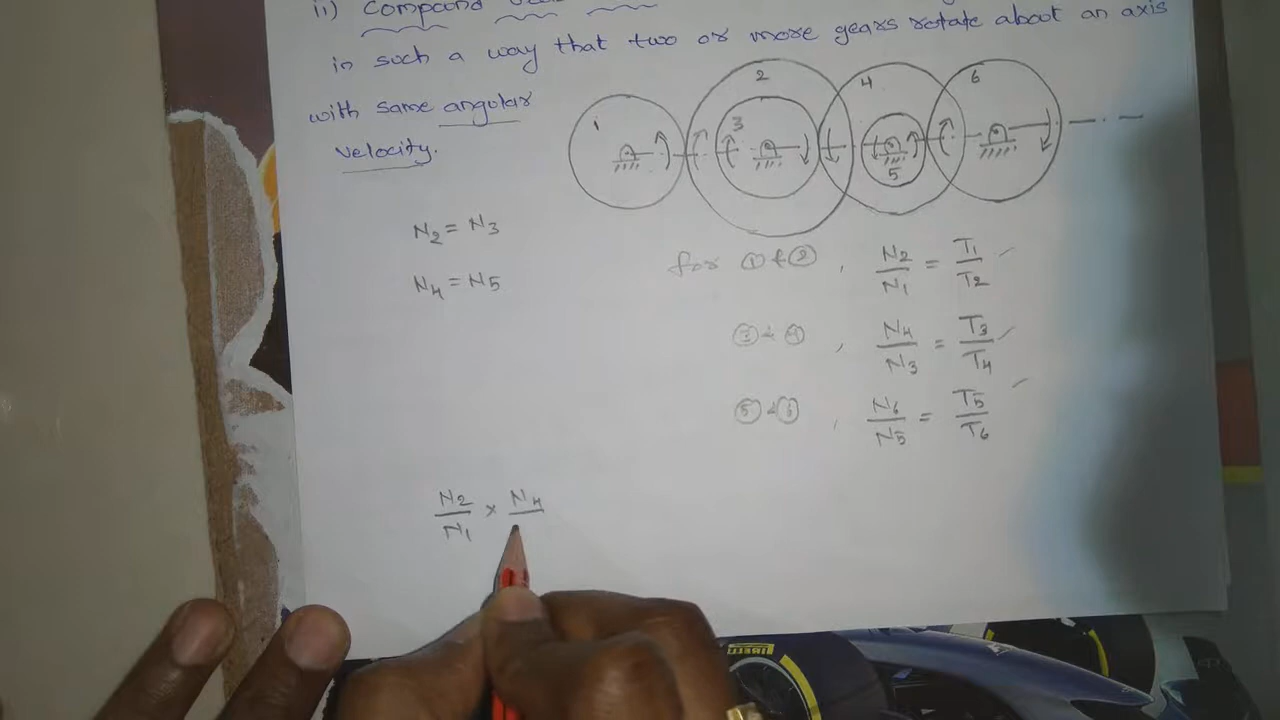 ii) Compound
in such a way that two or more gears rotate about an axis
with same angular
velocity.
1 2 3 4 5 6
N2 = N3
N4 = N5
for ① & ② , N2/N1 = T1/T2
③ & ④ , N4/N3 = T3/T4
⑤ & ⑥ , N6/N5 = T5/T6
N2/N1 × N4
PIRELLI